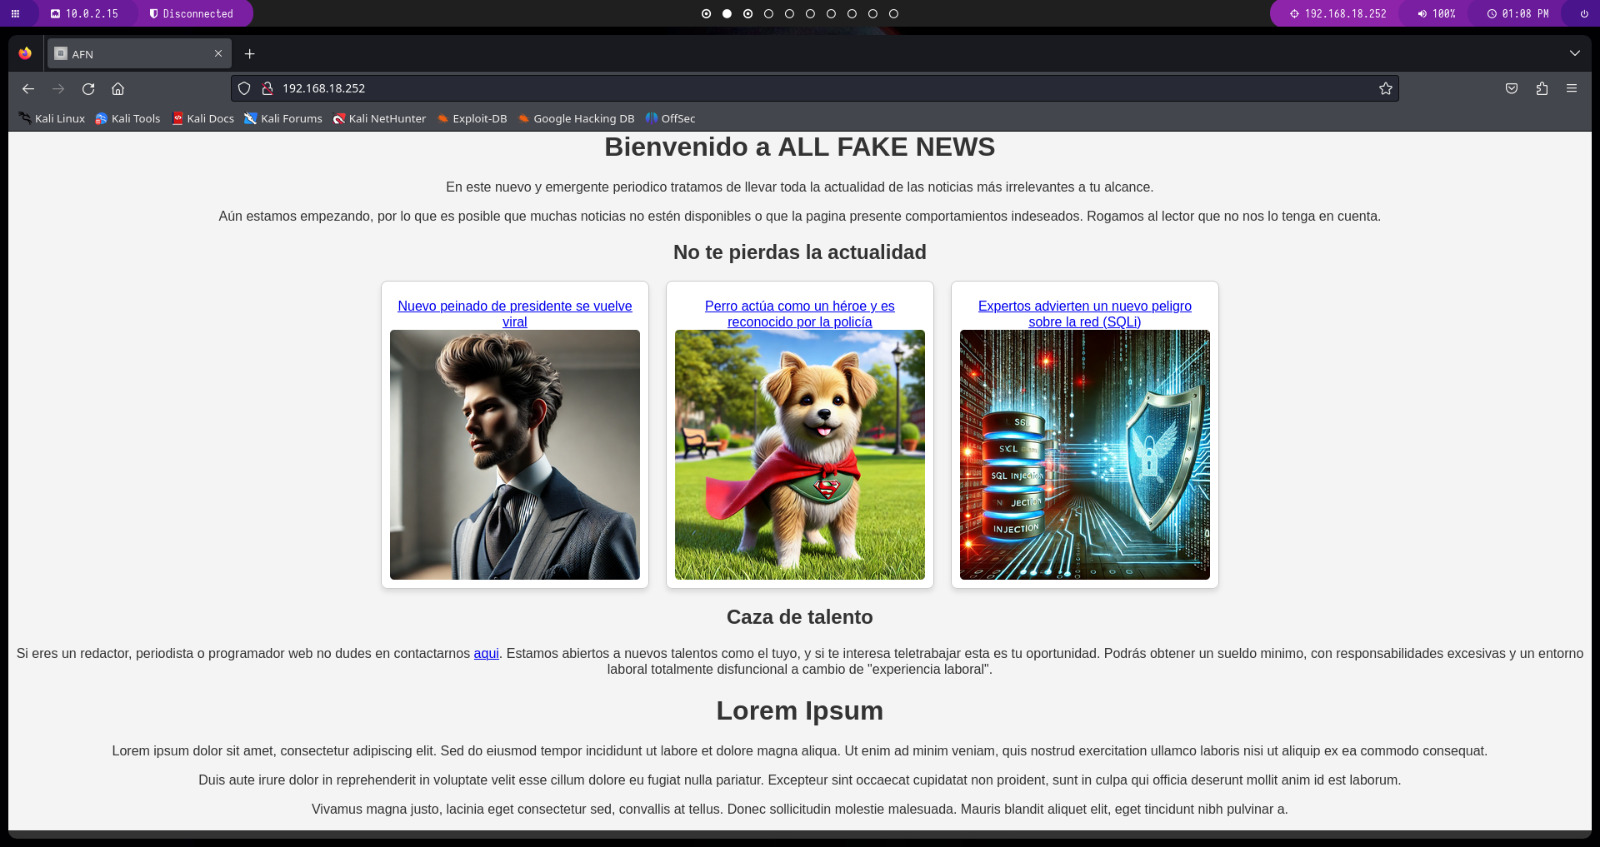 10.0.2.15
Disconnected
192.168.18.252
100%
01:08 PM
AFN
192.168.18.252
Kali Linux
Kali Tools
Kali Docs
Kali Forums
Kali NetHunter
Exploit-DB
Google Hacking DB
OffSec
Bienvenido a ALL FAKE NEWS
En este nuevo y emergente periodico tratamos de llevar toda la actualidad de las noticias más irrelevantes a tu alcance.
Aún estamos empezando, por lo que es posible que muchas noticias no estén disponibles o que la pagina presente comportamientos indeseados. Rogamos al lector que no nos lo tenga en cuenta.
No te pierdas la actualidad
Nuevo peinado de presidente se vuelve
viral
Perro actúa como un héroe y es
reconocido por la policía
Expertos advierten un nuevo peligro
sobre la red (SQLi)
SQL INJECTION
INJECTION
Caza de talento
Si eres un redactor, periodista o programador web no dudes en contactarnos aqui. Estamos abiertos a nuevos talentos como el tuyo, y si te interesa teletrabajar esta es tu oportunidad. Podrás obtener un sueldo minimo, con responsabilidades excesivas y un entorno
laboral totalmente disfuncional a cambio de "experiencia laboral".
Lorem Ipsum
Lorem ipsum dolor sit amet, consectetur adipiscing elit. Sed do eiusmod tempor incididunt ut labore et dolore magna aliqua. Ut enim ad minim veniam, quis nostrud exercitation ullamco laboris nisi ut aliquip ex ea commodo consequat.
Duis aute irure dolor in reprehenderit in voluptate velit esse cillum dolore eu fugiat nulla pariatur. Excepteur sint occaecat cupidatat non proident, sunt in culpa qui officia deserunt mollit anim id est laborum.
Vivamus magna justo, lacinia eget consectetur sed, convallis at tellus. Donec sollicitudin molestie malesuada. Mauris blandit aliquet elit, eget tincidunt nibh pulvinar a.